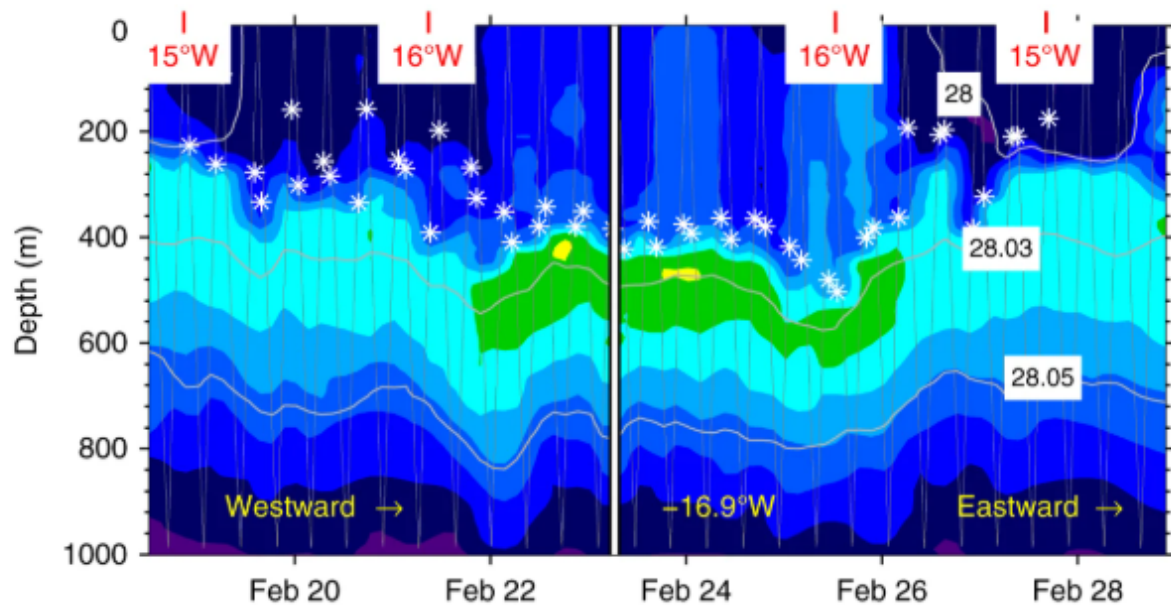 0
200
400
600
800
1000
Depth (m)
15°W
16°W
16°W
15°W
28
28.03
28.05
Westward →
−16.9°W
Eastward →
Feb 20
Feb 22
Feb 24
Feb 26
Feb 28